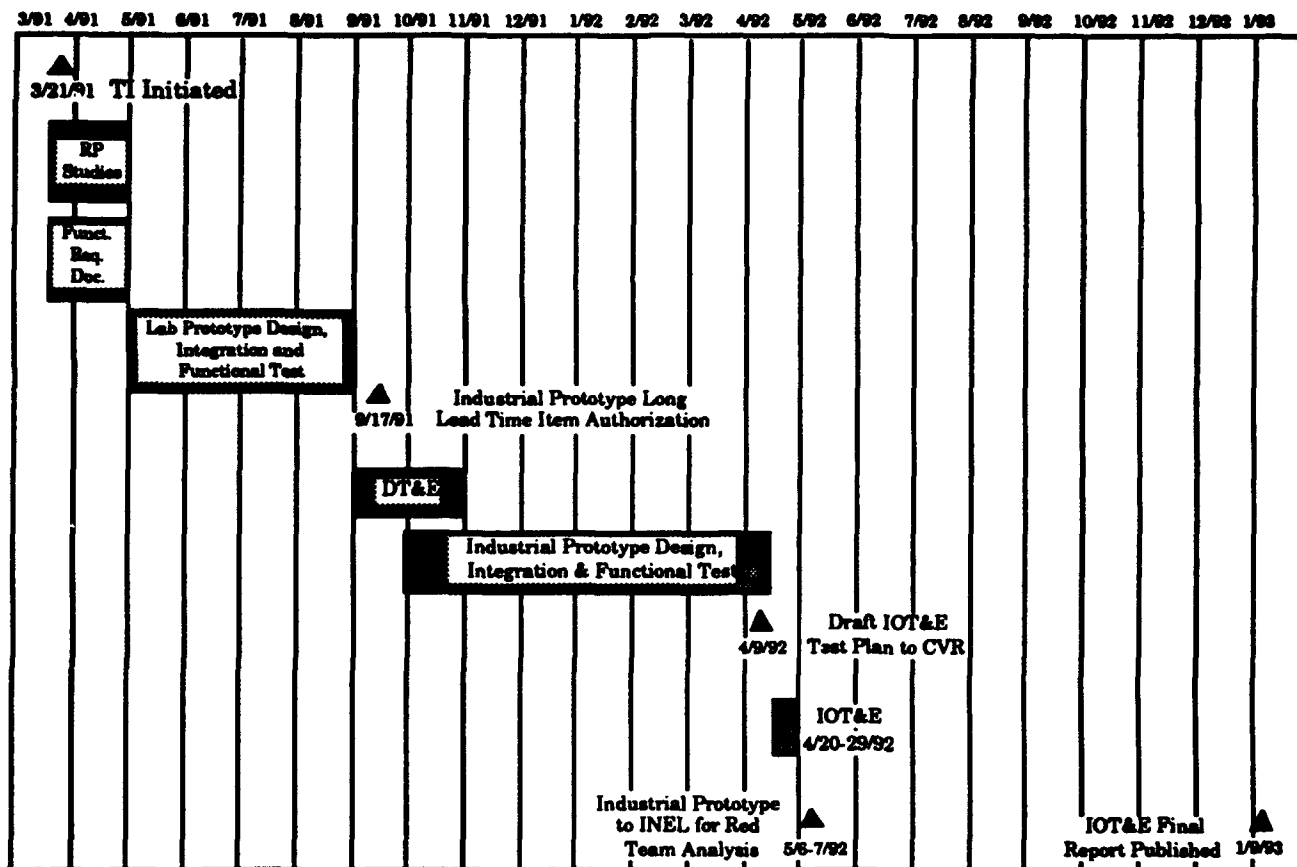 3/91 4/91 5/91 6/91 7/91 8/91 9/91 10/91 11/91 12/91 1/92 2/92 3/92 4/92 5/92 6/92 7/92 8/92 9/92 10/92 11/92 12/92 1/93
3/21/91 TI Initiated
RP
Studies
Funct.
Req.
Doc.
Lab Prototype Design,
Integration and
Functional Test
9/17/91
Industrial Prototype Long
Lead Time Item Authorization
DT&E
Industrial Prototype Design,
Integration & Functional Test
4/9/92
Draft IOT&E
Test Plan to CVR
IOT&E
4/20-29/92
Industrial Prototype
to INEL for Red
Team Analysis
5/6-7/92
IOT&E Final
Report Published
1/9/93